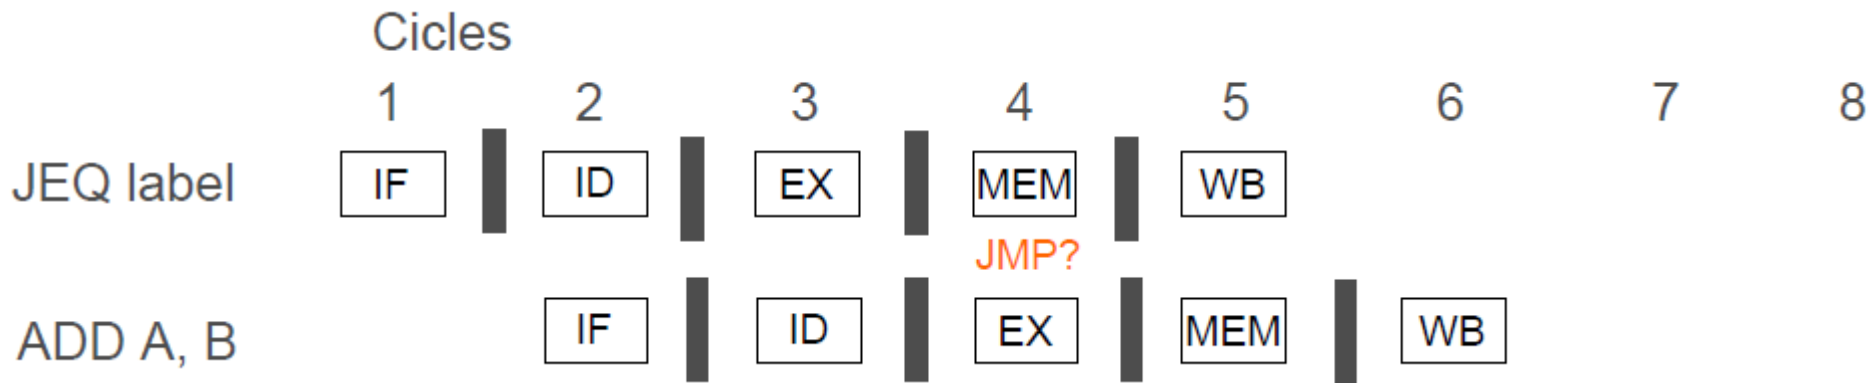 Cicles
1 2 3 4 5 6 7 8
JEQ label IF ID EX MEM WB
JMP?
ADD A, B IF ID EX MEM WB